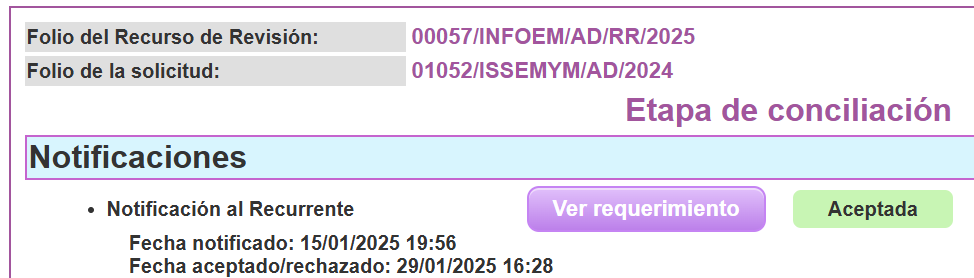 Folio del Recurso de Revisión: 00057/INFOEM/AD/RR/2025
Folio de la solicitud: 01052/ISSEMYM/AD/2024
Etapa de conciliación
Notificaciones
• Notificación al Recurrente Ver requerimiento Aceptada
Fecha notificado: 15/01/2025 19:56
Fecha aceptado/rechazado: 29/01/2025 16:28